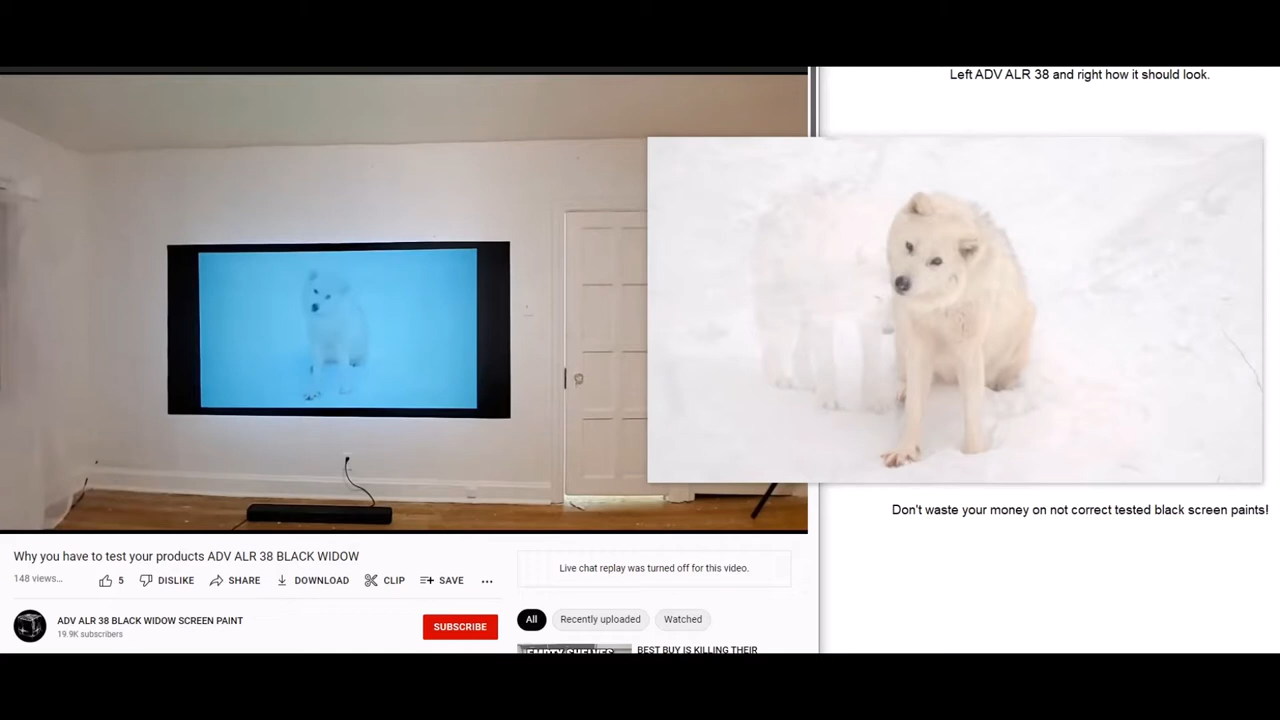 Left ADV ALR 38 and right how it should look.
Don't waste your money on not correct tested black screen paints!
Why you have to test your products ADV ALR 38 BLACK WIDOW
148 views...
5
DISLIKE
SHARE
DOWNLOAD
CLIP
SAVE
...
Live chat replay was turned off for this video.
ADV ALR 38 BLACK WIDOW SCREEN PAINT
19.9K subscribers
SUBSCRIBE
All
Recently uploaded
Watched
EMPTY SHELVES
BEST BUY IS KILLING THEIR